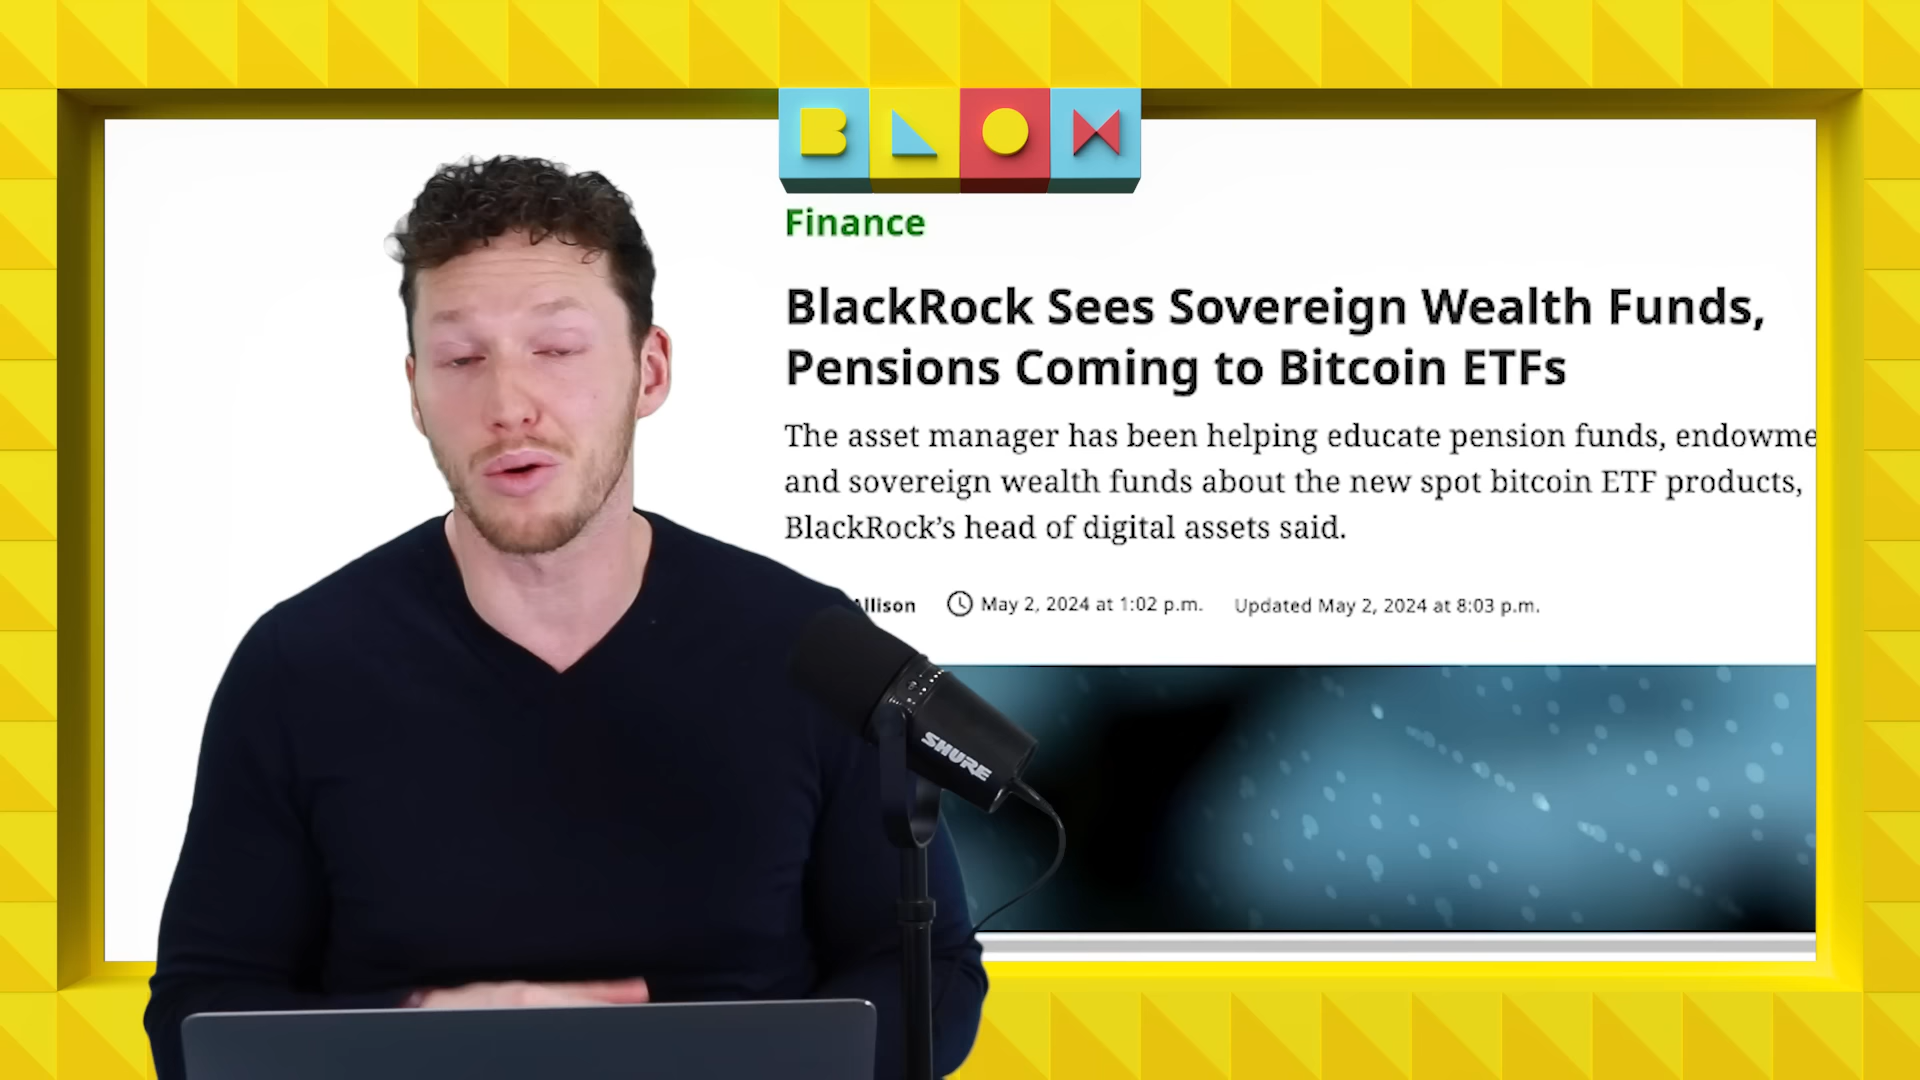 BLOX
Finance
BlackRock Sees Sovereign Wealth Funds,
Pensions Coming to Bitcoin ETFs
The asset manager has been helping educate pension funds, endowme
and sovereign wealth funds about the new spot bitcoin ETF products,
BlackRock’s head of digital assets said.
Allison May 2, 2024 at 1:02 p.m. Updated May 2, 2024 at 8:03 p.m.
SHURE